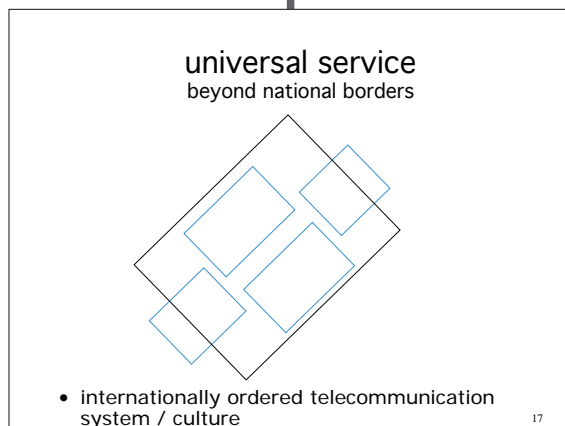 universal service
beyond national borders
• internationally ordered telecommunication
system / culture
17